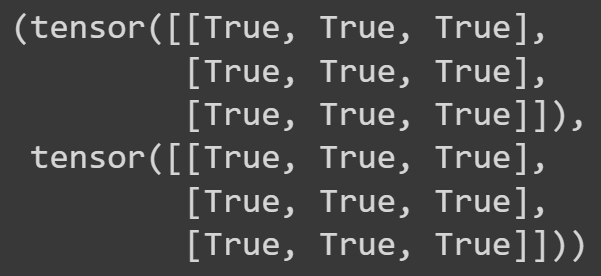 (tensor([[True, True, True],
         [True, True, True],
         [True, True, True]]),
 tensor([[True, True, True],
         [True, True, True],
         [True, True, True]]))